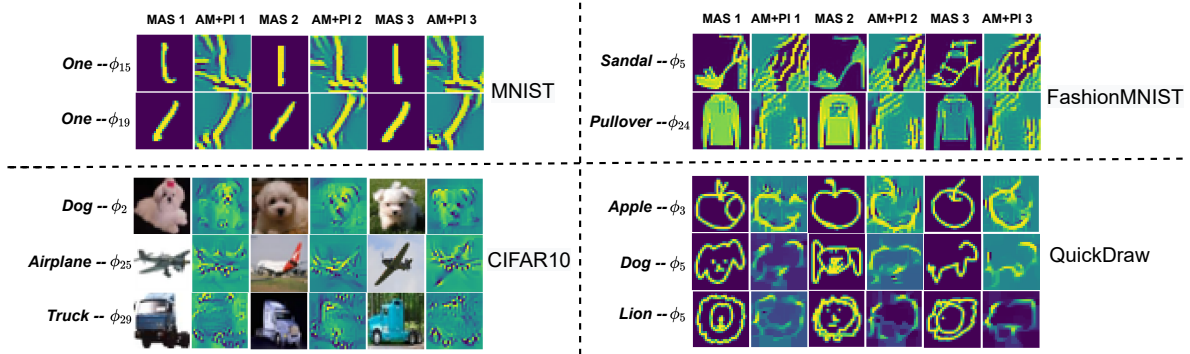 MAS 1 AM+PI 1 MAS 2 AM+PI 2 MAS 3 AM+PI 3
One -- ϕ15
One -- ϕ19
MNIST
MAS 1 AM+PI 1 MAS 2 AM+PI 2 MAS 3 AM+PI 3
Sandal -- ϕ5
Pullover -- ϕ24
FashionMNIST
Dog -- ϕ2
Airplane -- ϕ25
Truck -- ϕ29
CIFAR10
Apple -- ϕ3
Dog -- ϕ5
Lion -- ϕ5
QuickDraw